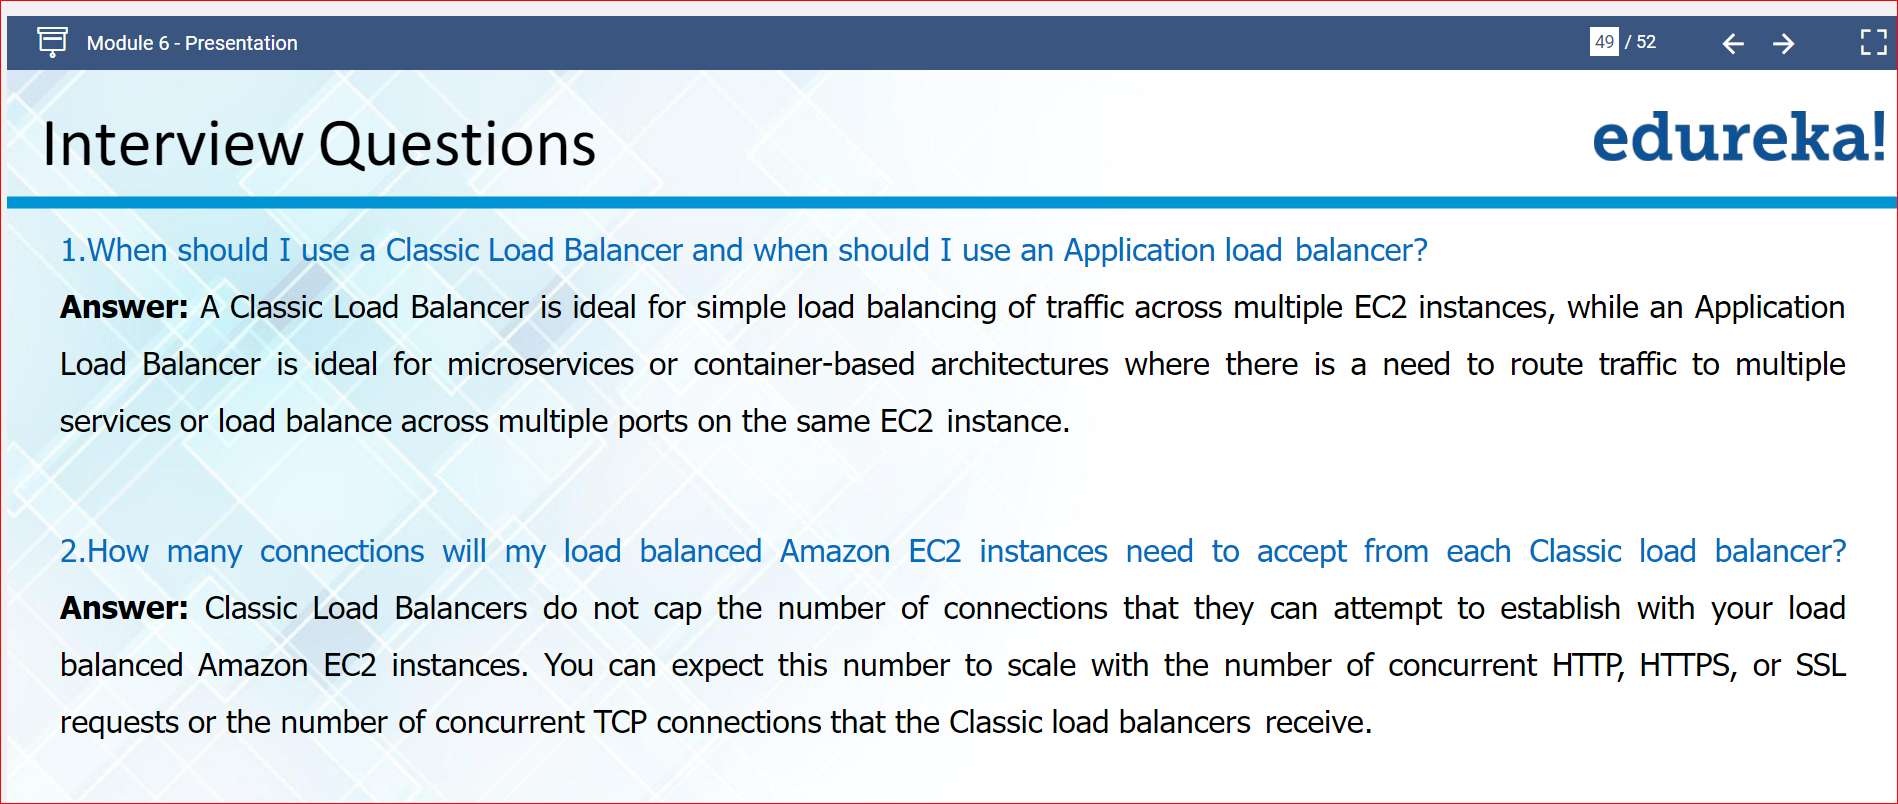 Module 6 - Presentation
49 / 52
Interview Questions
edureka!
1.When should I use a Classic Load Balancer and when should I use an Application load balancer?
Answer: A Classic Load Balancer is ideal for simple load balancing of traffic across multiple EC2 instances, while an Application
Load Balancer is ideal for microservices or container-based architectures where there is a need to route traffic to multiple
services or load balance across multiple ports on the same EC2 instance.
2.How many connections will my load balanced Amazon EC2 instances need to accept from each Classic load balancer?
Answer: Classic Load Balancers do not cap the number of connections that they can attempt to establish with your load
balanced Amazon EC2 instances. You can expect this number to scale with the number of concurrent HTTP, HTTPS, or SSL
requests or the number of concurrent TCP connections that the Classic load balancers receive.